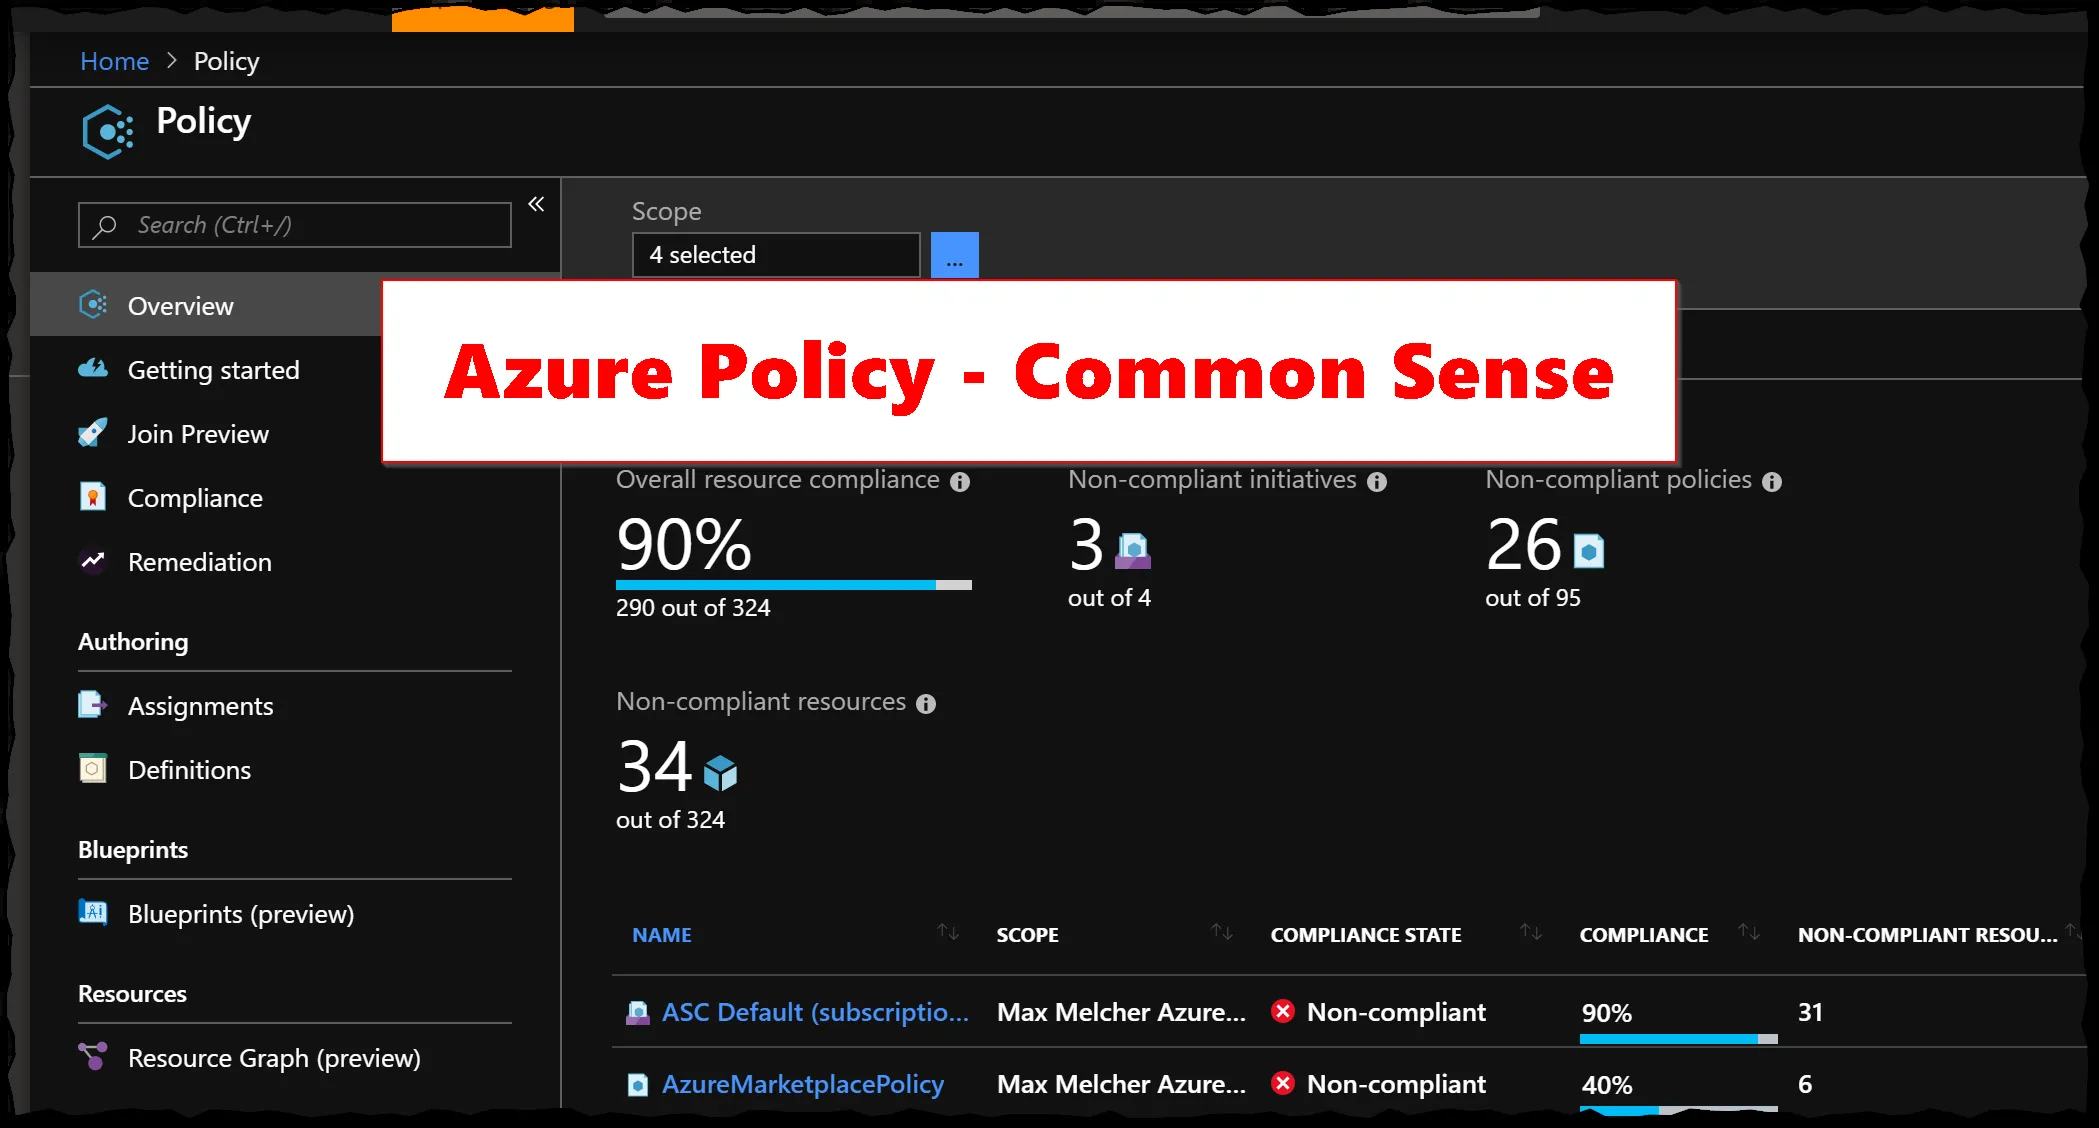 Home > Policy
Policy
Search (Ctrl+/)
«
Scope
4 selected
...
Overview
Getting started
Join Preview
Compliance
Remediation
Authoring
Assignments
Definitions
Blueprints
Blueprints (preview)
Resources
Resource Graph (preview)
Azure Policy - Common Sense
Overall resource compliance
90%
290 out of 324
Non-compliant initiatives
3
out of 4
Non-compliant policies
26
out of 95
Non-compliant resources
34
out of 324
NAME SCOPE COMPLIANCE STATE COMPLIANCE NON-COMPLIANT RESOU...
ASC Default (subscriptio... Max Melcher Azure... Non-compliant 90% 31
AzureMarketplacePolicy Max Melcher Azure... Non-compliant 40% 6